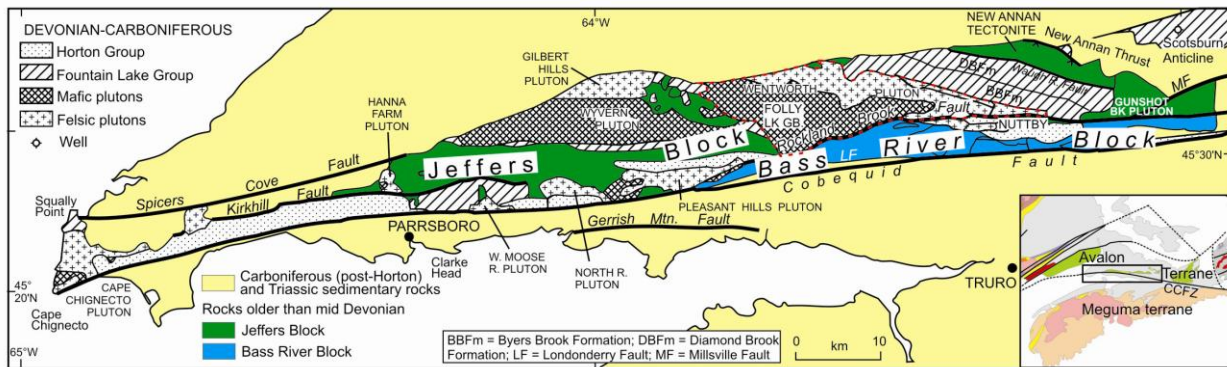 DEVONIAN-CARBONIFEROUS
Horton Group
Fountain Lake Group
Mafic plutons
Felsic plutons
Well
64°W
GILBERT
HILLS
PLUTON
HANNA
FARM
PLUTON
WYVERN
PLUTON
WENTWORTH
PLUTON
FOLLY
LK GB
Rockland Brook Fault
NEW ANNAN
TECTONITE
New Annan Thrust
Scotsburn
Anticline
DBFm
Waugh R. Fault
BBFm
MF
GUNSHOT
BK PLUTON
NUTTBY
Jeffers Block
Bass River Block
LF
45°30'N
Cobequid Fault
PLEASANT HILLS PLUTON
Spicers Cove Fault
Kirkhill Fault
Squally
Point
PARRSBORO
Clarke
Head
W. MOOSE
R. PLUTON
NORTH R.
PLUTON
Gerrish Mtn. Fault
TRURO
45°
20'N
Cape
Chignecto
CAPE
CHIGNECTO
PLUTON
65°W
Carboniferous (post-Horton)
and Triassic sedimentary rocks
Rocks older than mid Devonian
Jeffers Block
Bass River Block
BBFm = Byers Brook Formation; DBFm = Diamond Brook
Formation; LF = Londonderry Fault; MF = Millsville Fault
0 10
km
Avalon Terrane
CCFZ
Meguma terrane